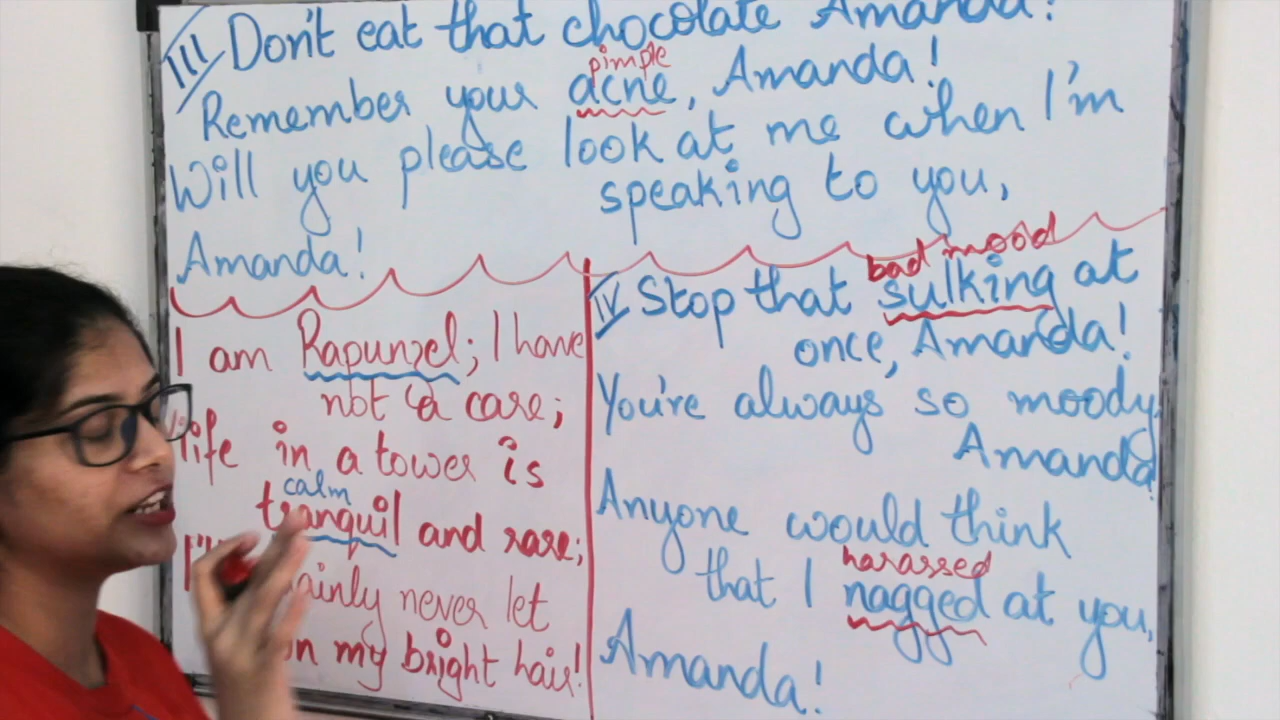 III Don't eat that chocolate Amanda!
pimple
Remember your acne, Amanda!
Will you please look at me when I'm
speaking to you,
Amanda!
I am Rapunzel; I have
not a care;
life in a tower is
calm
tranquil and rare;
never let
my bright hair!
bad mood
IV Stop that sulking at
once, Amanda!
You're always so moody,
Amanda!
Anyone would think
harassed
that I nagged at you,
Amanda!